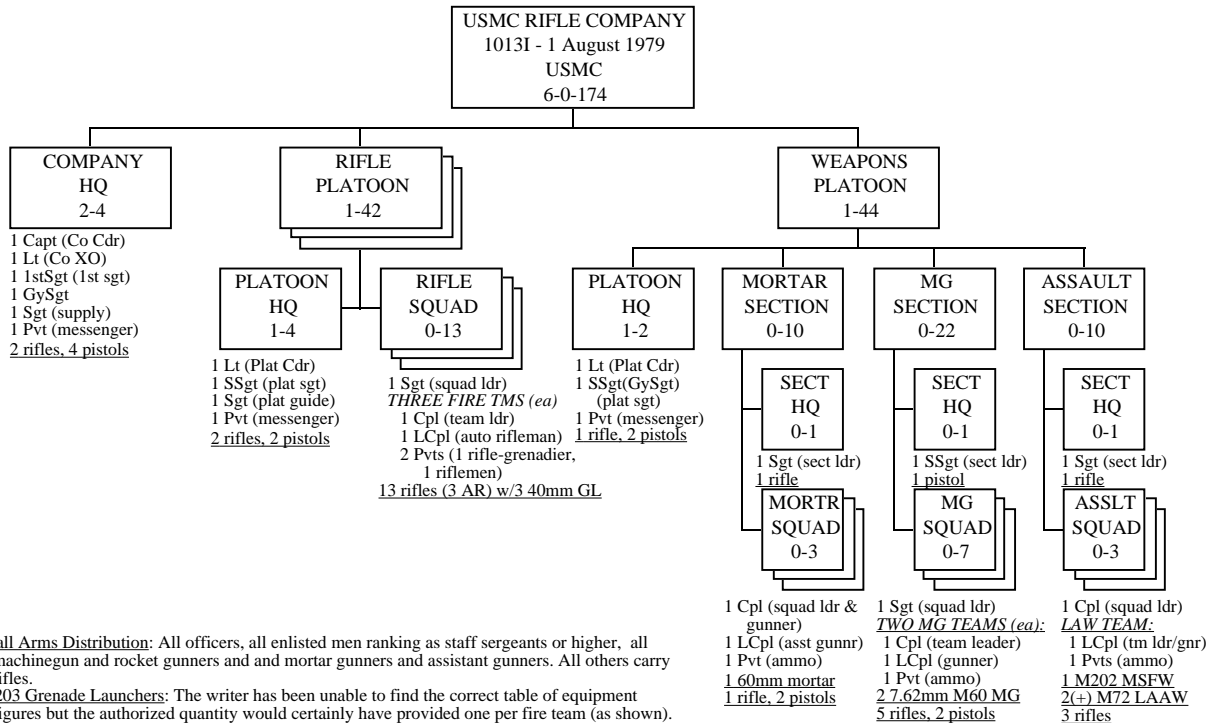 USMC RIFLE COMPANY
1013I - 1 August 1979
USMC
6-0-174
COMPANY
HQ
2-4
1 Capt (Co Cdr)
1 Lt (Co XO)
1 1stSgt (1st sgt)
1 GySgt
1 Sgt (supply)
1 Pvt (messenger)
2 rifles, 4 pistols
RIFLE
PLATOON
1-42
PLATOON
HQ
1-4
1 Lt (Plat Cdr)
1 SSgt (plat sgt)
1 Sgt (plat guide)
1 Pvt (messenger)
2 rifles, 2 pistols
RIFLE
SQUAD
0-13
1 Sgt (squad ldr)
THREE FIRE TMS (ea)
1 Cpl (team ldr)
1 LCpl (auto rifleman)
2 Pvts (1 rifle-grenadier,
1 riflemen)
13 rifles (3 AR) w/3 40mm GL
WEAPONS
PLATOON
1-44
PLATOON
HQ
1-2
1 Lt (Plat Cdr)
1 SSgt(GySgt)
(plat sgt)
1 Pvt (messenger)
1 rifle, 2 pistols
MORTAR
SECTION
0-10
SECT
HQ
0-1
1 Sgt (sect ldr)
1 rifle
MORTR
SQUAD
0-3
1 Cpl (squad ldr &
gunner)
1 LCpl (asst gunnr)
1 Pvt (ammo)
1 60mm mortar
1 rifle, 2 pistols
MG
SECTION
0-22
SECT
HQ
0-1
1 SSgt (sect ldr)
1 pistol
MG
SQUAD
0-7
1 Sgt (squad ldr)
TWO MG TEAMS (ea):
1 Cpl (team leader)
1 LCpl (gunner)
1 Pvt (ammo)
2 7.62mm M60 MG
5 rifles, 2 pistols
ASSAULT
SECTION
0-10
SECT
HQ
0-1
1 Sgt (sect ldr)
1 rifle
ASSLT
SQUAD
0-3
1 Cpl (squad ldr)
LAW TEAM:
1 LCpl (tm ldr/gnr)
1 Pvts (ammo)
1 M202 MSFW
2(+) M72 LAAW
3 rifles
all Arms Distribution: All officers, all enlisted men ranking as staff sergeants or higher, all
machinegun and rocket gunners and and mortar gunners and assistant gunners. All others carry
ifles.
203 Grenade Launchers: The writer has been unable to find the correct table of equipment
figures but the authorized quantity would certainly have provided one per fire team (as shown).